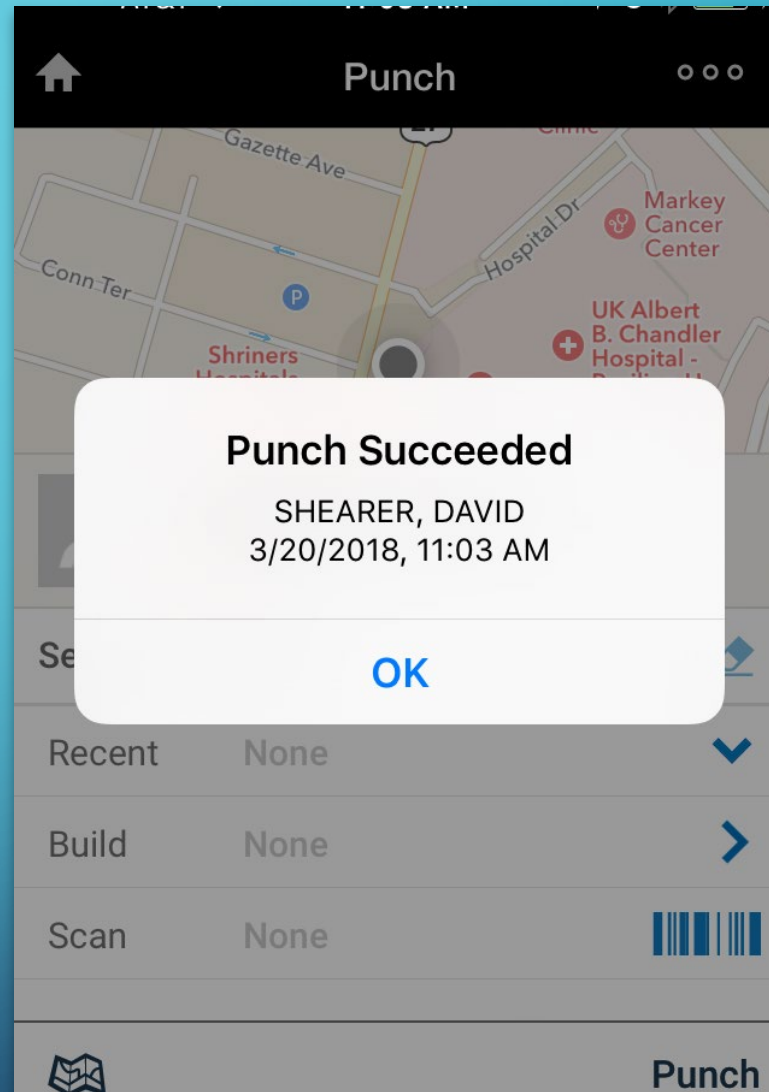 Punch
Gazette Ave
Markey
Cancer
Center
Hospital Dr
Conn Ter
P
UK Albert
B. Chandler
Hospital -
Shriners
Punch Succeeded
SHEARER, DAVID
3/20/2018, 11:03 AM
OK
Se
Recent None
Build None
Scan None
Punch